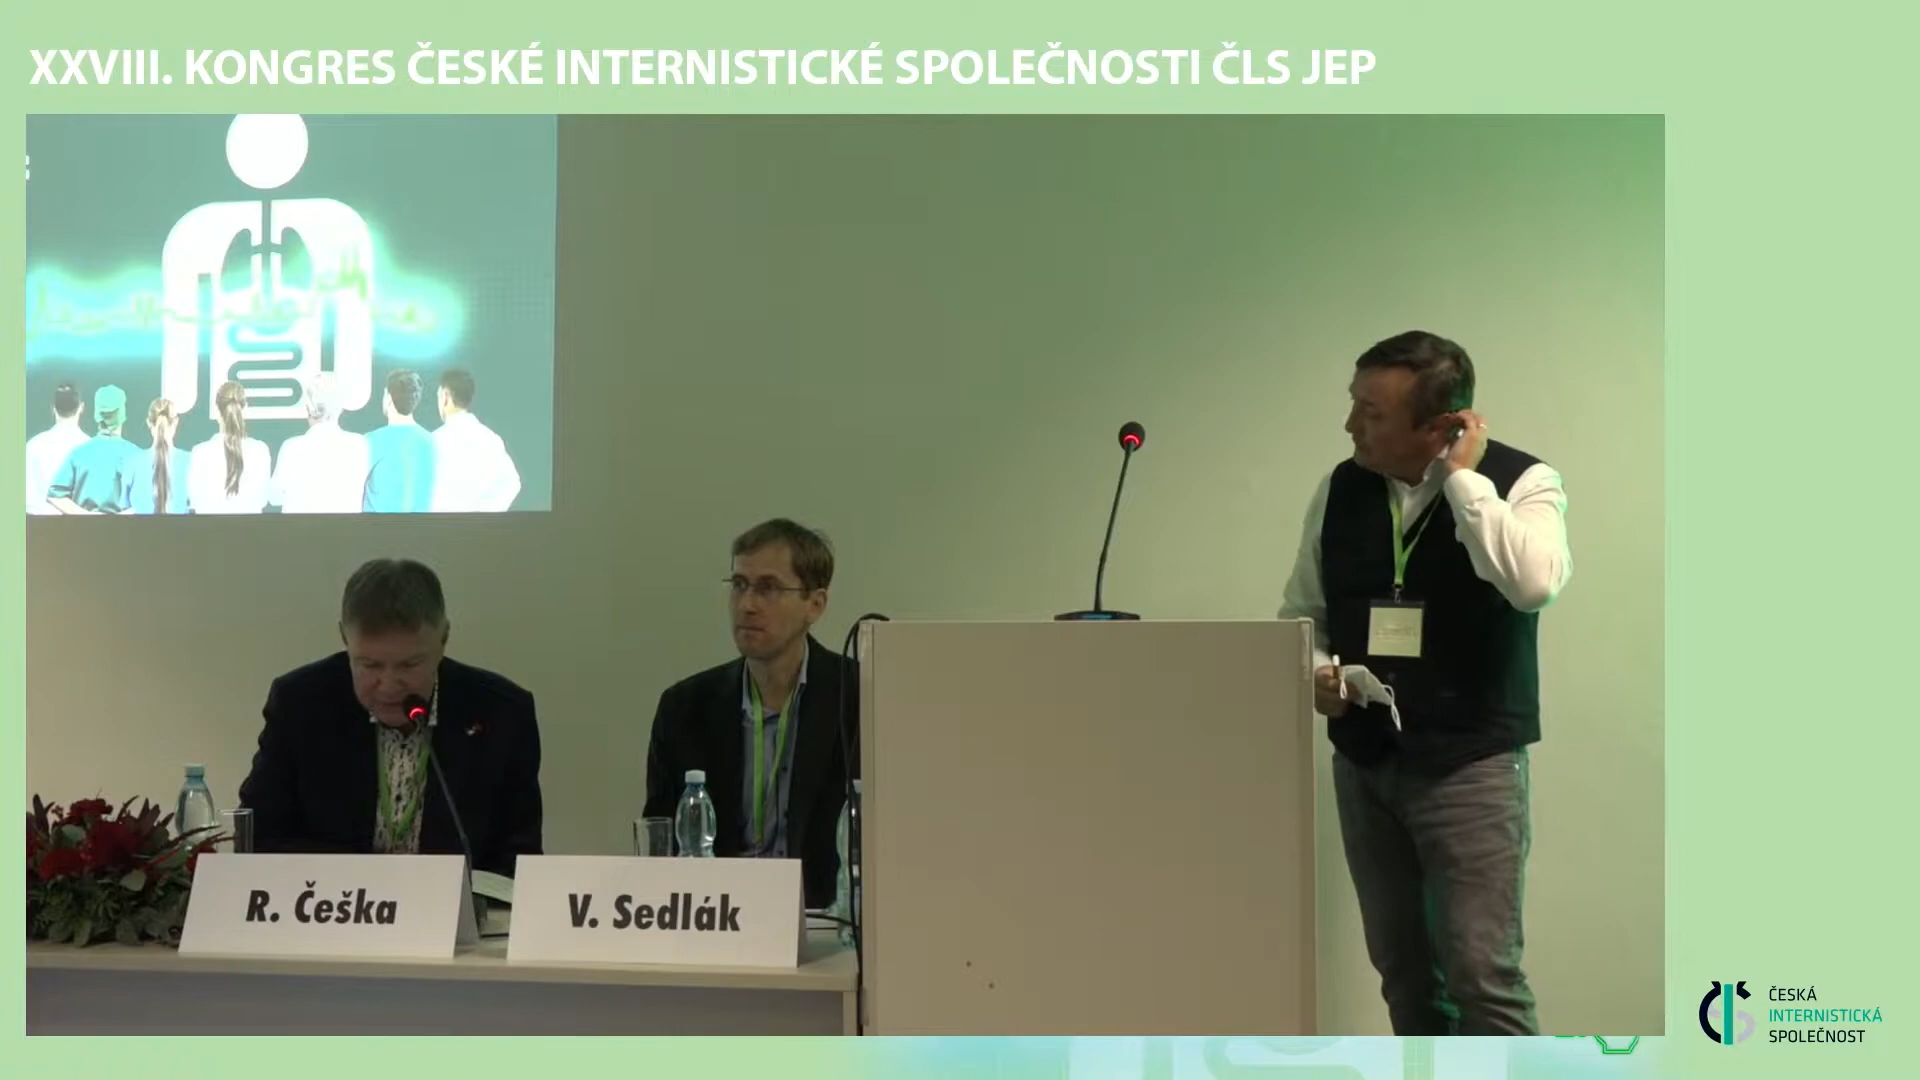 XXVIII. KONGRES ČESKÉ INTERNISTICKÉ SPOLEČNOSTI ČLS JEP
R. Češka
V. Sedlák
ČESKÁ
INTERNISTICKÁ
SPOLEČNOST